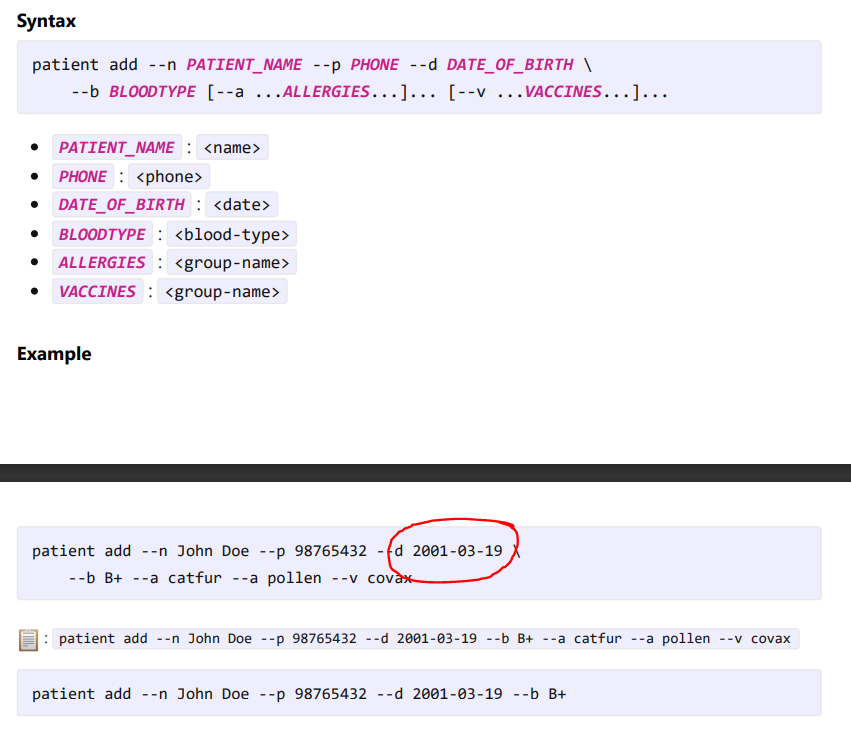 Syntax
patient add --n PATIENT_NAME --p PHONE --d DATE_OF_BIRTH \
--b BLOODTYPE [--a ...ALLERGIES...]... [--v ...VACCINES...]...
PATIENT_NAME : <name>
PHONE : <phone>
DATE_OF_BIRTH : <date>
BLOODTYPE : <blood-type>
ALLERGIES : <group-name>
VACCINES : <group-name>
Example
patient add --n John Doe --p 98765432 --d 2001-03-19 \
--b B+ --a catfur --a pollen --v covax
: patient add --n John Doe --p 98765432 --d 2001-03-19 --b B+ --a catfur --a pollen --v covax
patient add --n John Doe --p 98765432 --d 2001-03-19 --b B+